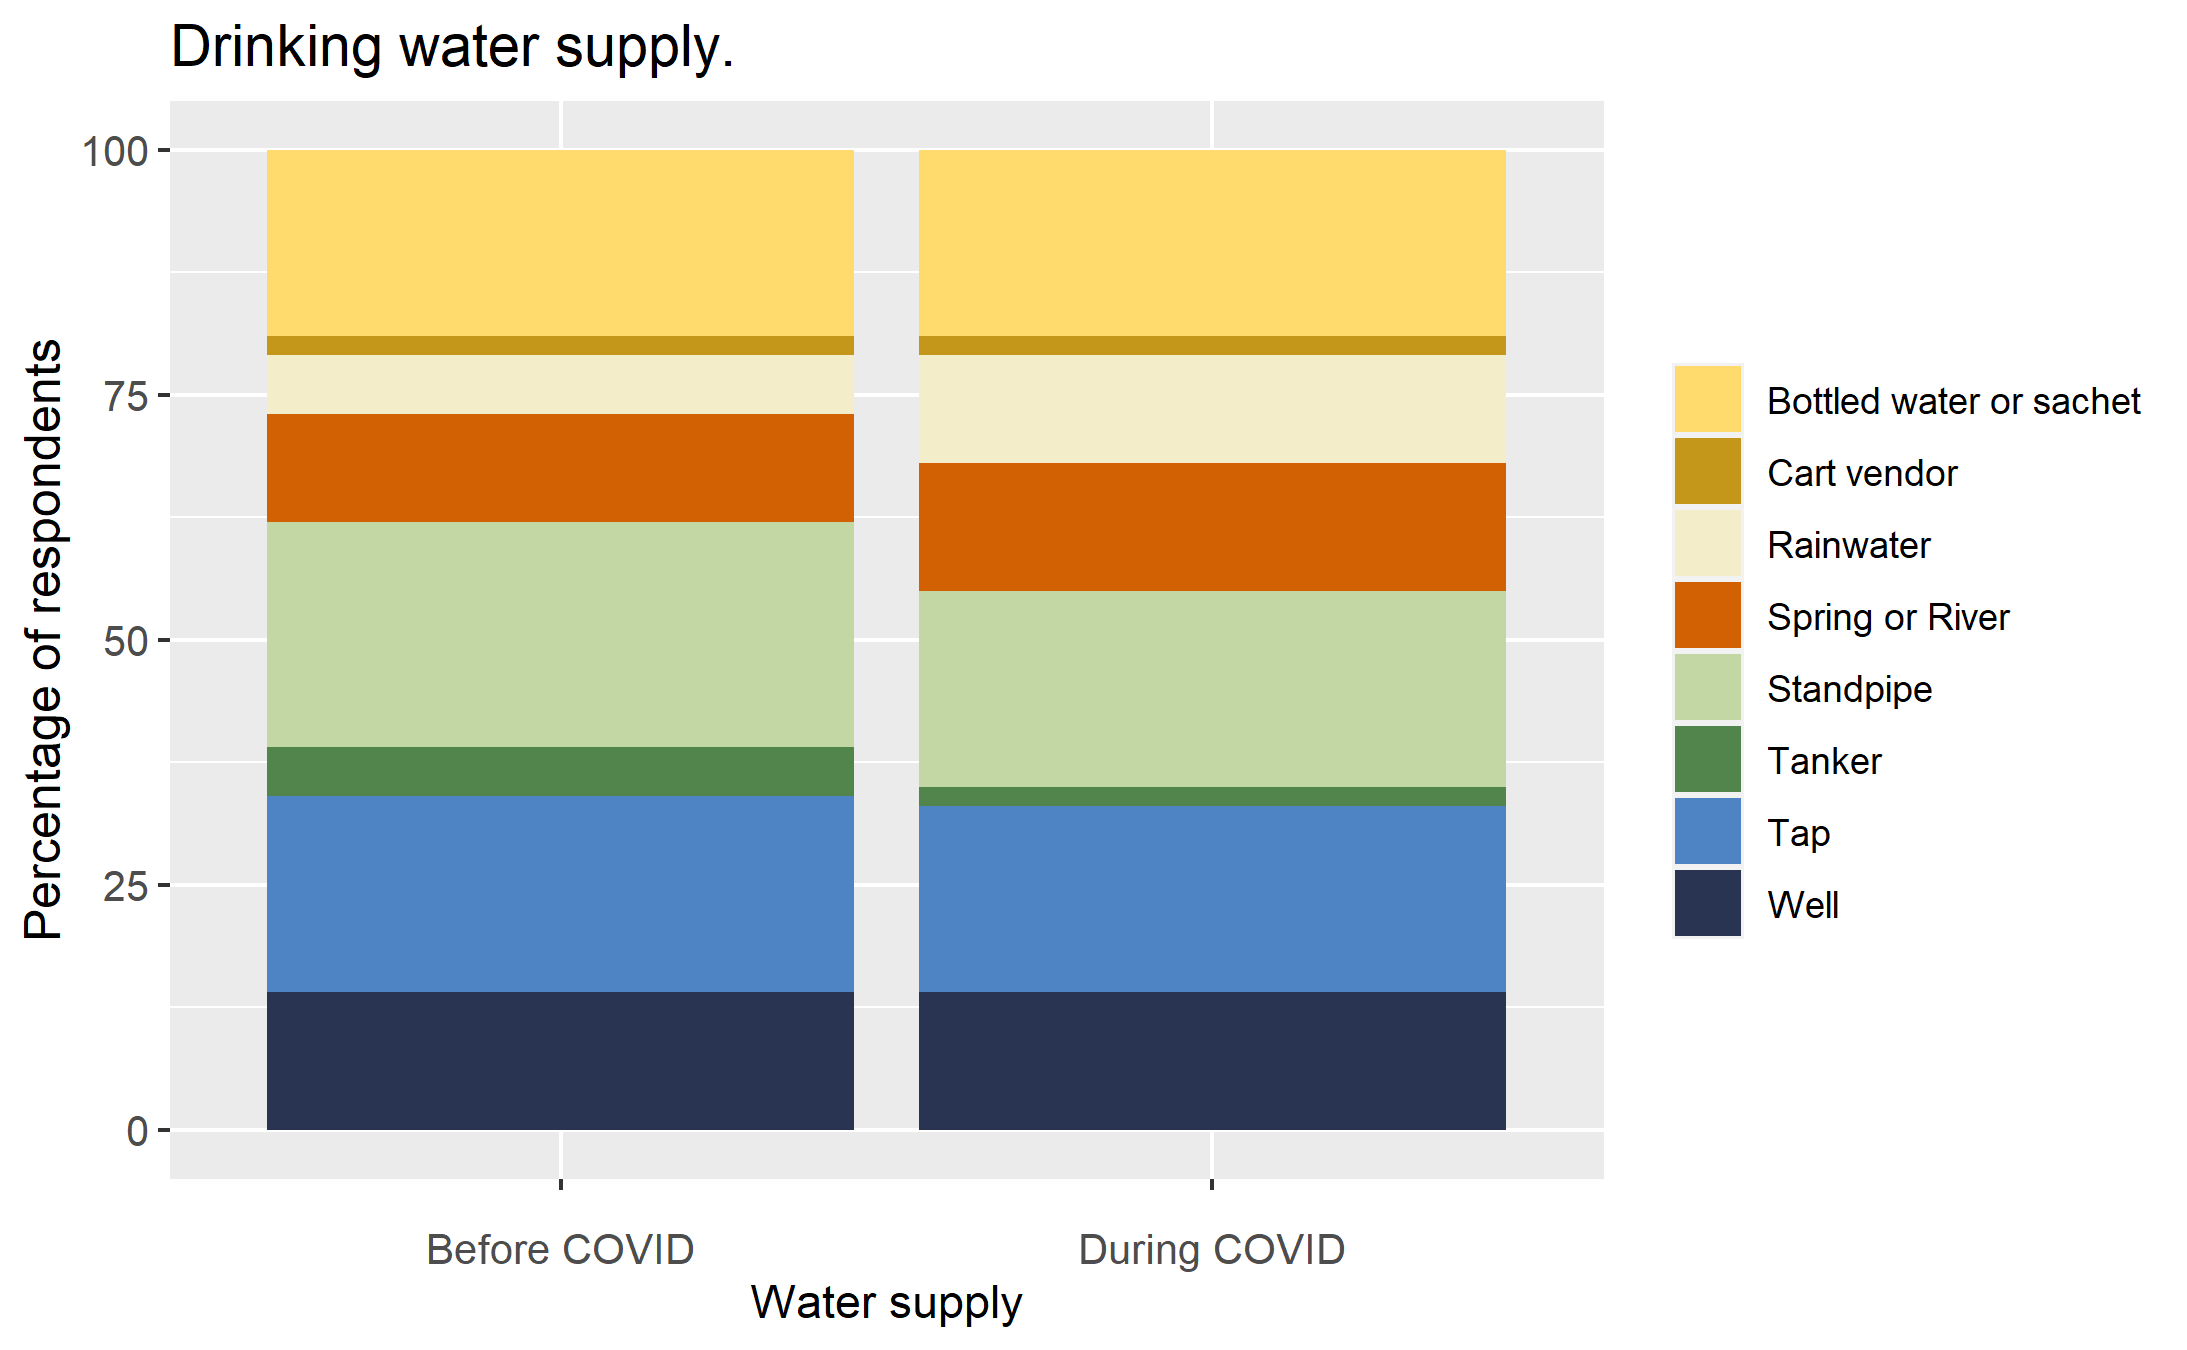 Drinking water supply.
Percentage of respondents
100
75
50
25
0
Before COVID
During COVID
Water supply
Bottled water or sachet
Cart vendor
Rainwater
Spring or River
Standpipe
Tanker
Tap
Well